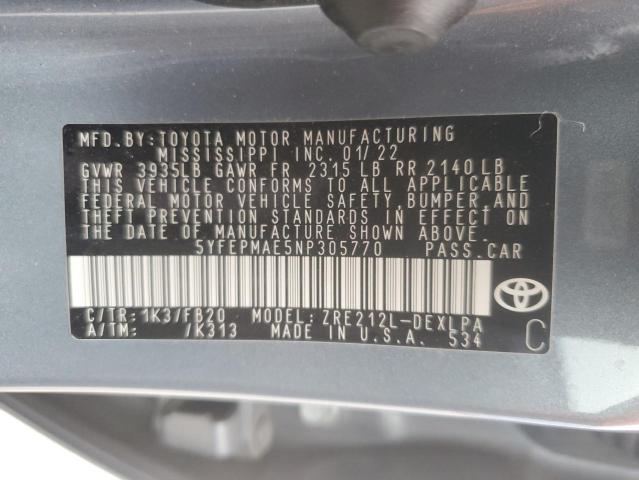 MFD. BY: TOYOTA MOTOR MANUFACTURING
MISSISSIPPI INC. 01/22
GVWR 3935LB GAWR FR 2315 LB RR 2140 LB
THIS VEHICLE CONFORMS TO ALL APPLICABLE
FEDERAL MOTOR VEHICLE SAFETY, BUMPER, AND
THEFT PREVENTION STANDARDS IN EFFECT ON
THE DATE OF MANUFACTURE SHOWN ABOVE.
5YFEPMAE5NP305770 PASS. CAR
C/TR: 1K3/FB20 MODEL: ZRE212L-DEXLPA
A/TM: /K313 MADE IN U.S.A. 534
C